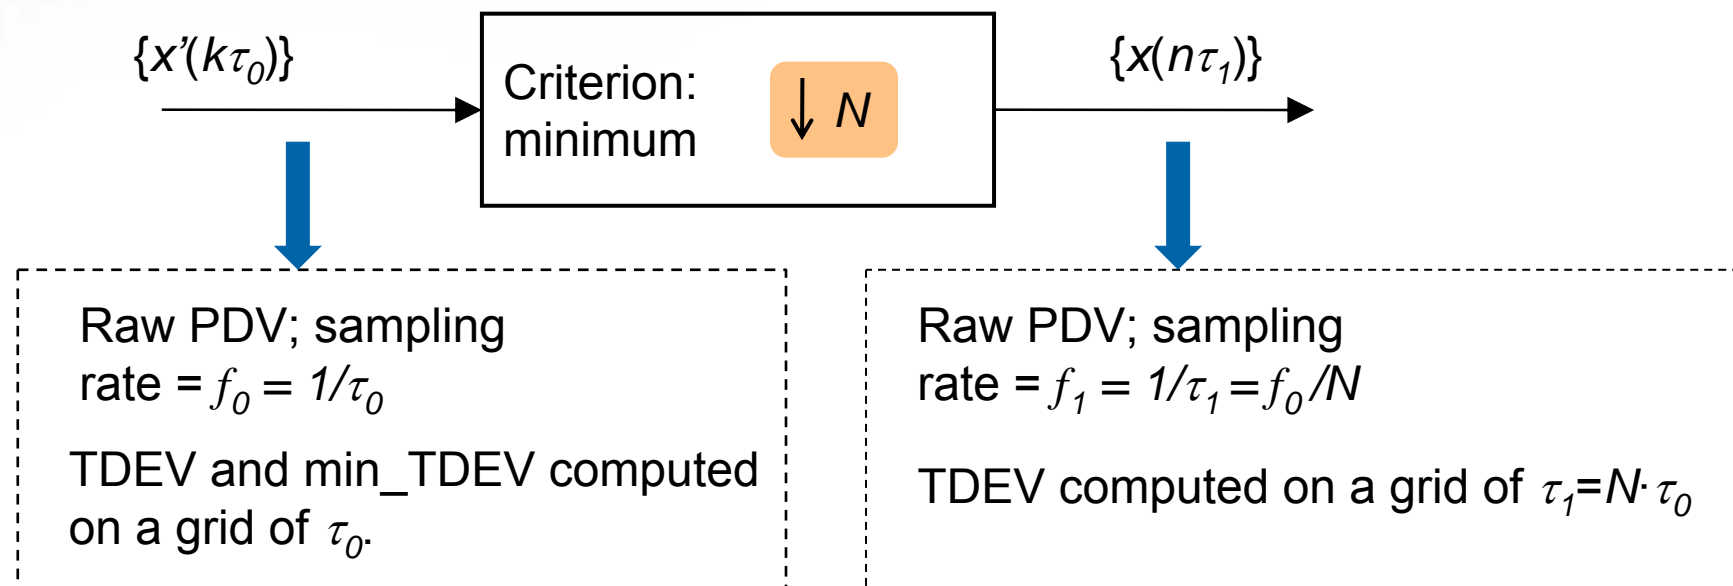 {x’(kτ₀)}
Criterion:
minimum
↓ N
{x(nτ₁)}
Raw PDV; sampling
rate = f₀ = 1/τ₀
TDEV and min_TDEV computed
on a grid of τ₀.
Raw PDV; sampling
rate = f₁ = 1/τ₁ = f₀/N
TDEV computed on a grid of τ₁=N·τ₀